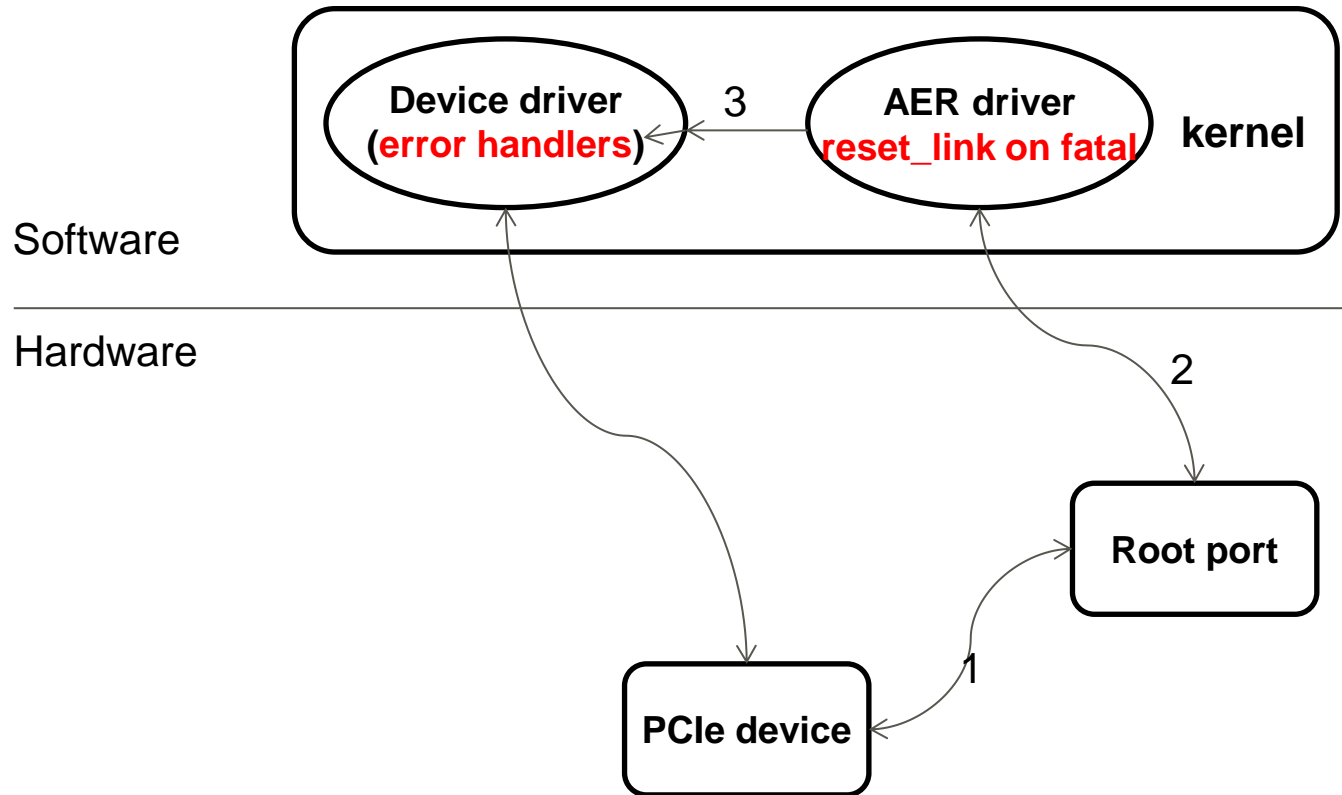 Device driver
(error handlers)
3
AER driver
reset_link on fatal
kernel
Software
Hardware
2
Root port
1
PCIe device